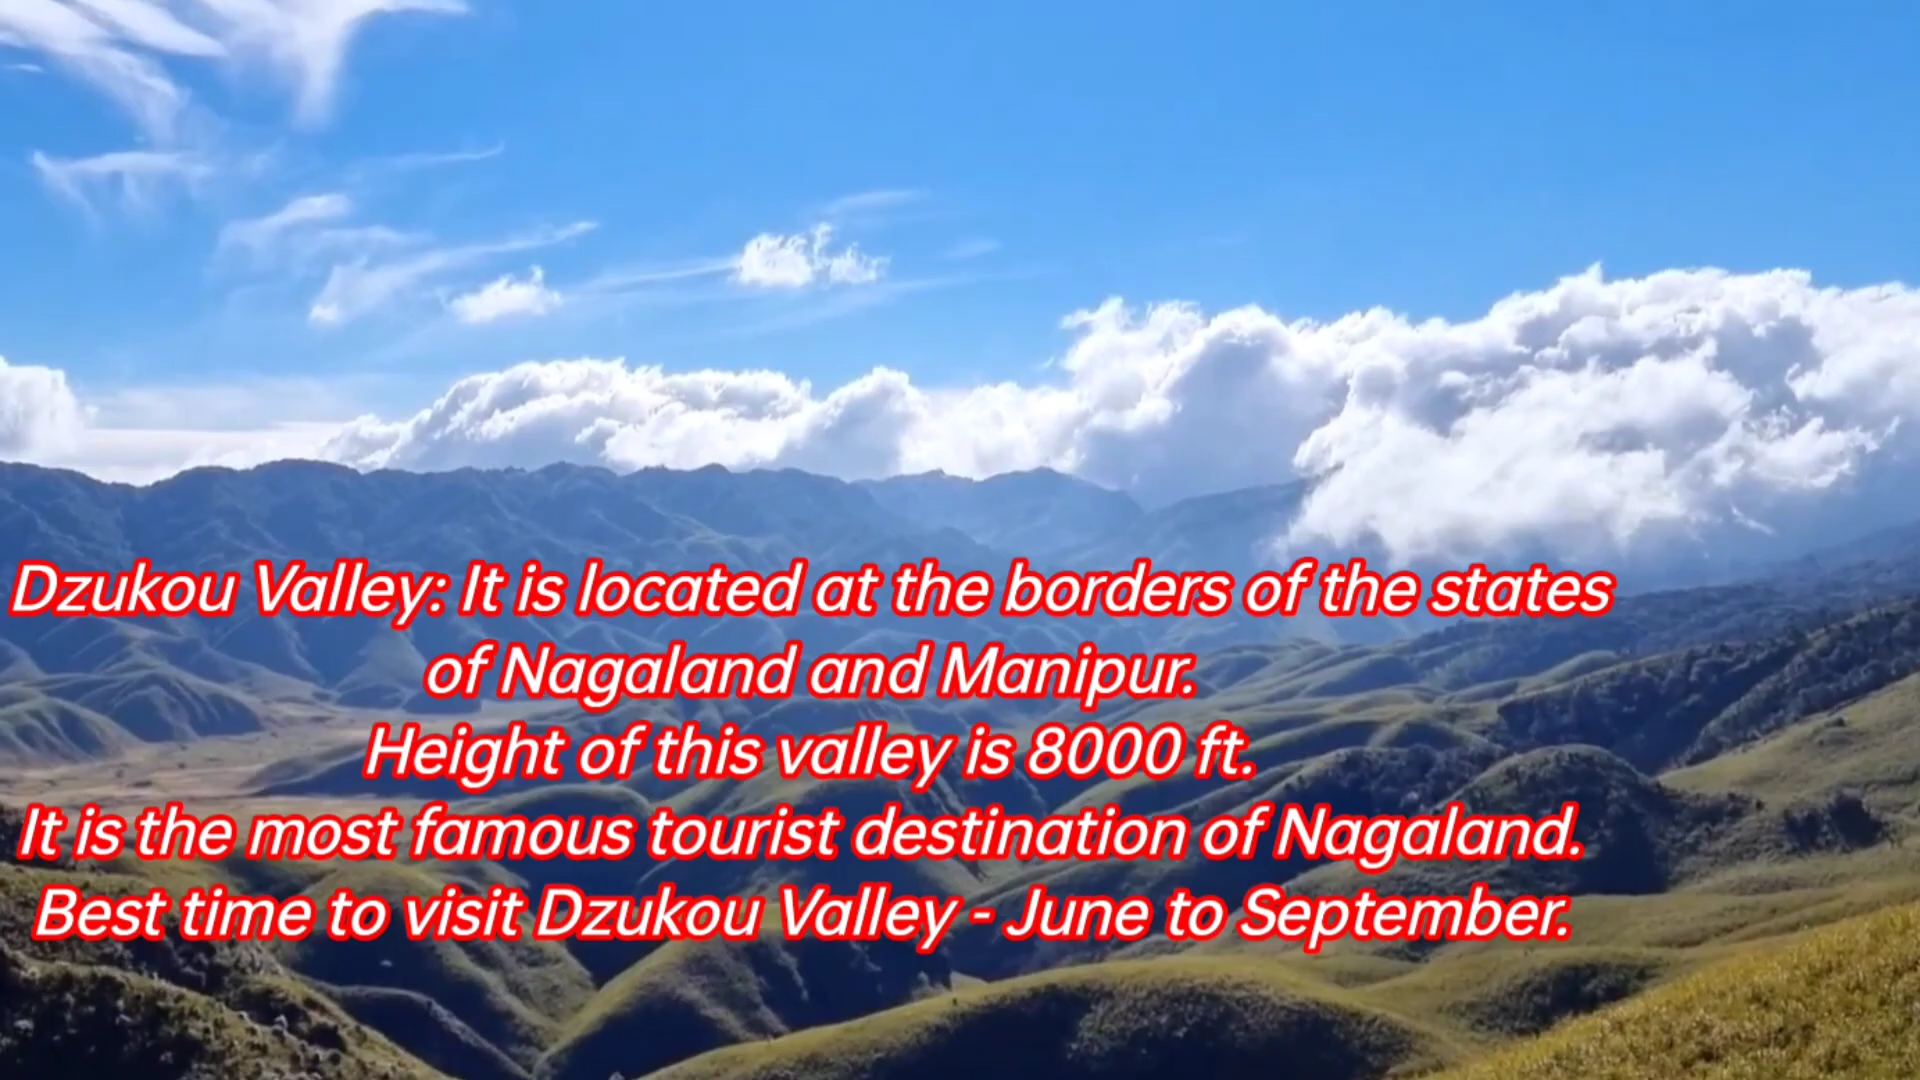 Dzukou Valley: It is located at the borders of the states
of Nagaland and Manipur.
Height of this valley is 8000 ft.
It is the most famous tourist destination of Nagaland.
Best time to visit Dzukou Valley - June to September.